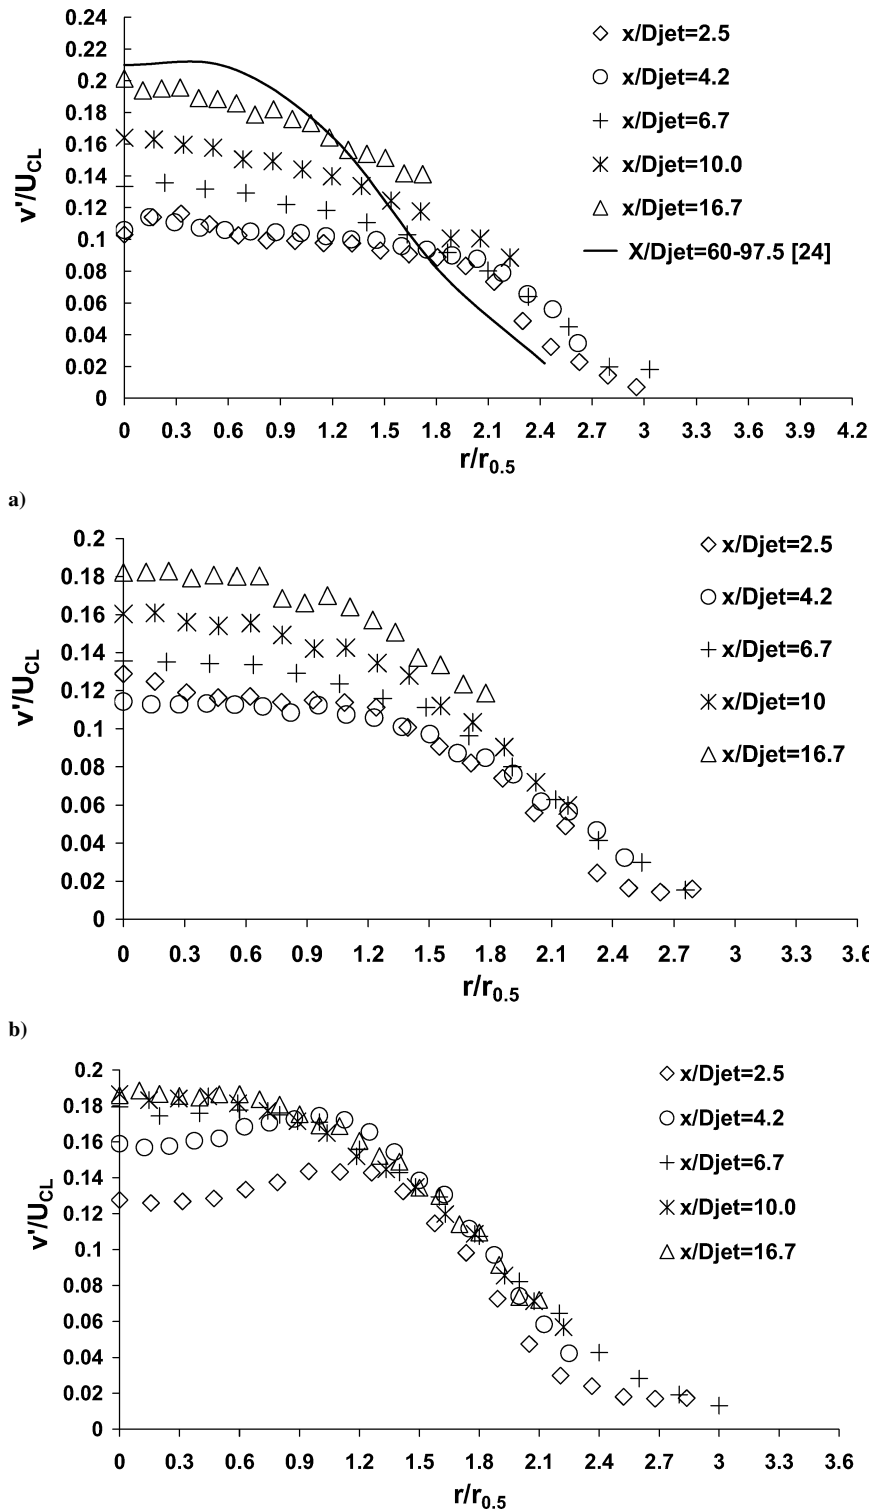 0.24
0.22
0.2
0.18
0.16
0.14
0.12
0.1
0.08
0.06
0.04
0.02
0
v'/U_CL
x/Djet=2.5
x/Djet=4.2
x/Djet=6.7
x/Djet=10.0
x/Djet=16.7
X/Djet=60-97.5 [24]
0 0.3 0.6 0.9 1.2 1.5 1.8 2.1 2.4 2.7 3 3.3 3.6 3.9 4.2
r/r_0.5
a)
0.2
0.18
0.16
0.14
0.12
0.1
0.08
0.06
0.04
0.02
0
v'/U_CL
x/Djet=2.5
x/Djet=4.2
x/Djet=6.7
x/Djet=10
x/Djet=16.7
0 0.3 0.6 0.9 1.2 1.5 1.8 2.1 2.4 2.7 3 3.3 3.6
r/r_0.5
b)
0.2
0.18
0.16
0.14
0.12
0.1
0.08
0.06
0.04
0.02
0
v'/U_CL
x/Djet=2.5
x/Djet=4.2
x/Djet=6.7
x/Djet=10.0
x/Djet=16.7
0 0.3 0.6 0.9 1.2 1.5 1.8 2.1 2.4 2.7 3 3.3 3.6
r/r_0.5